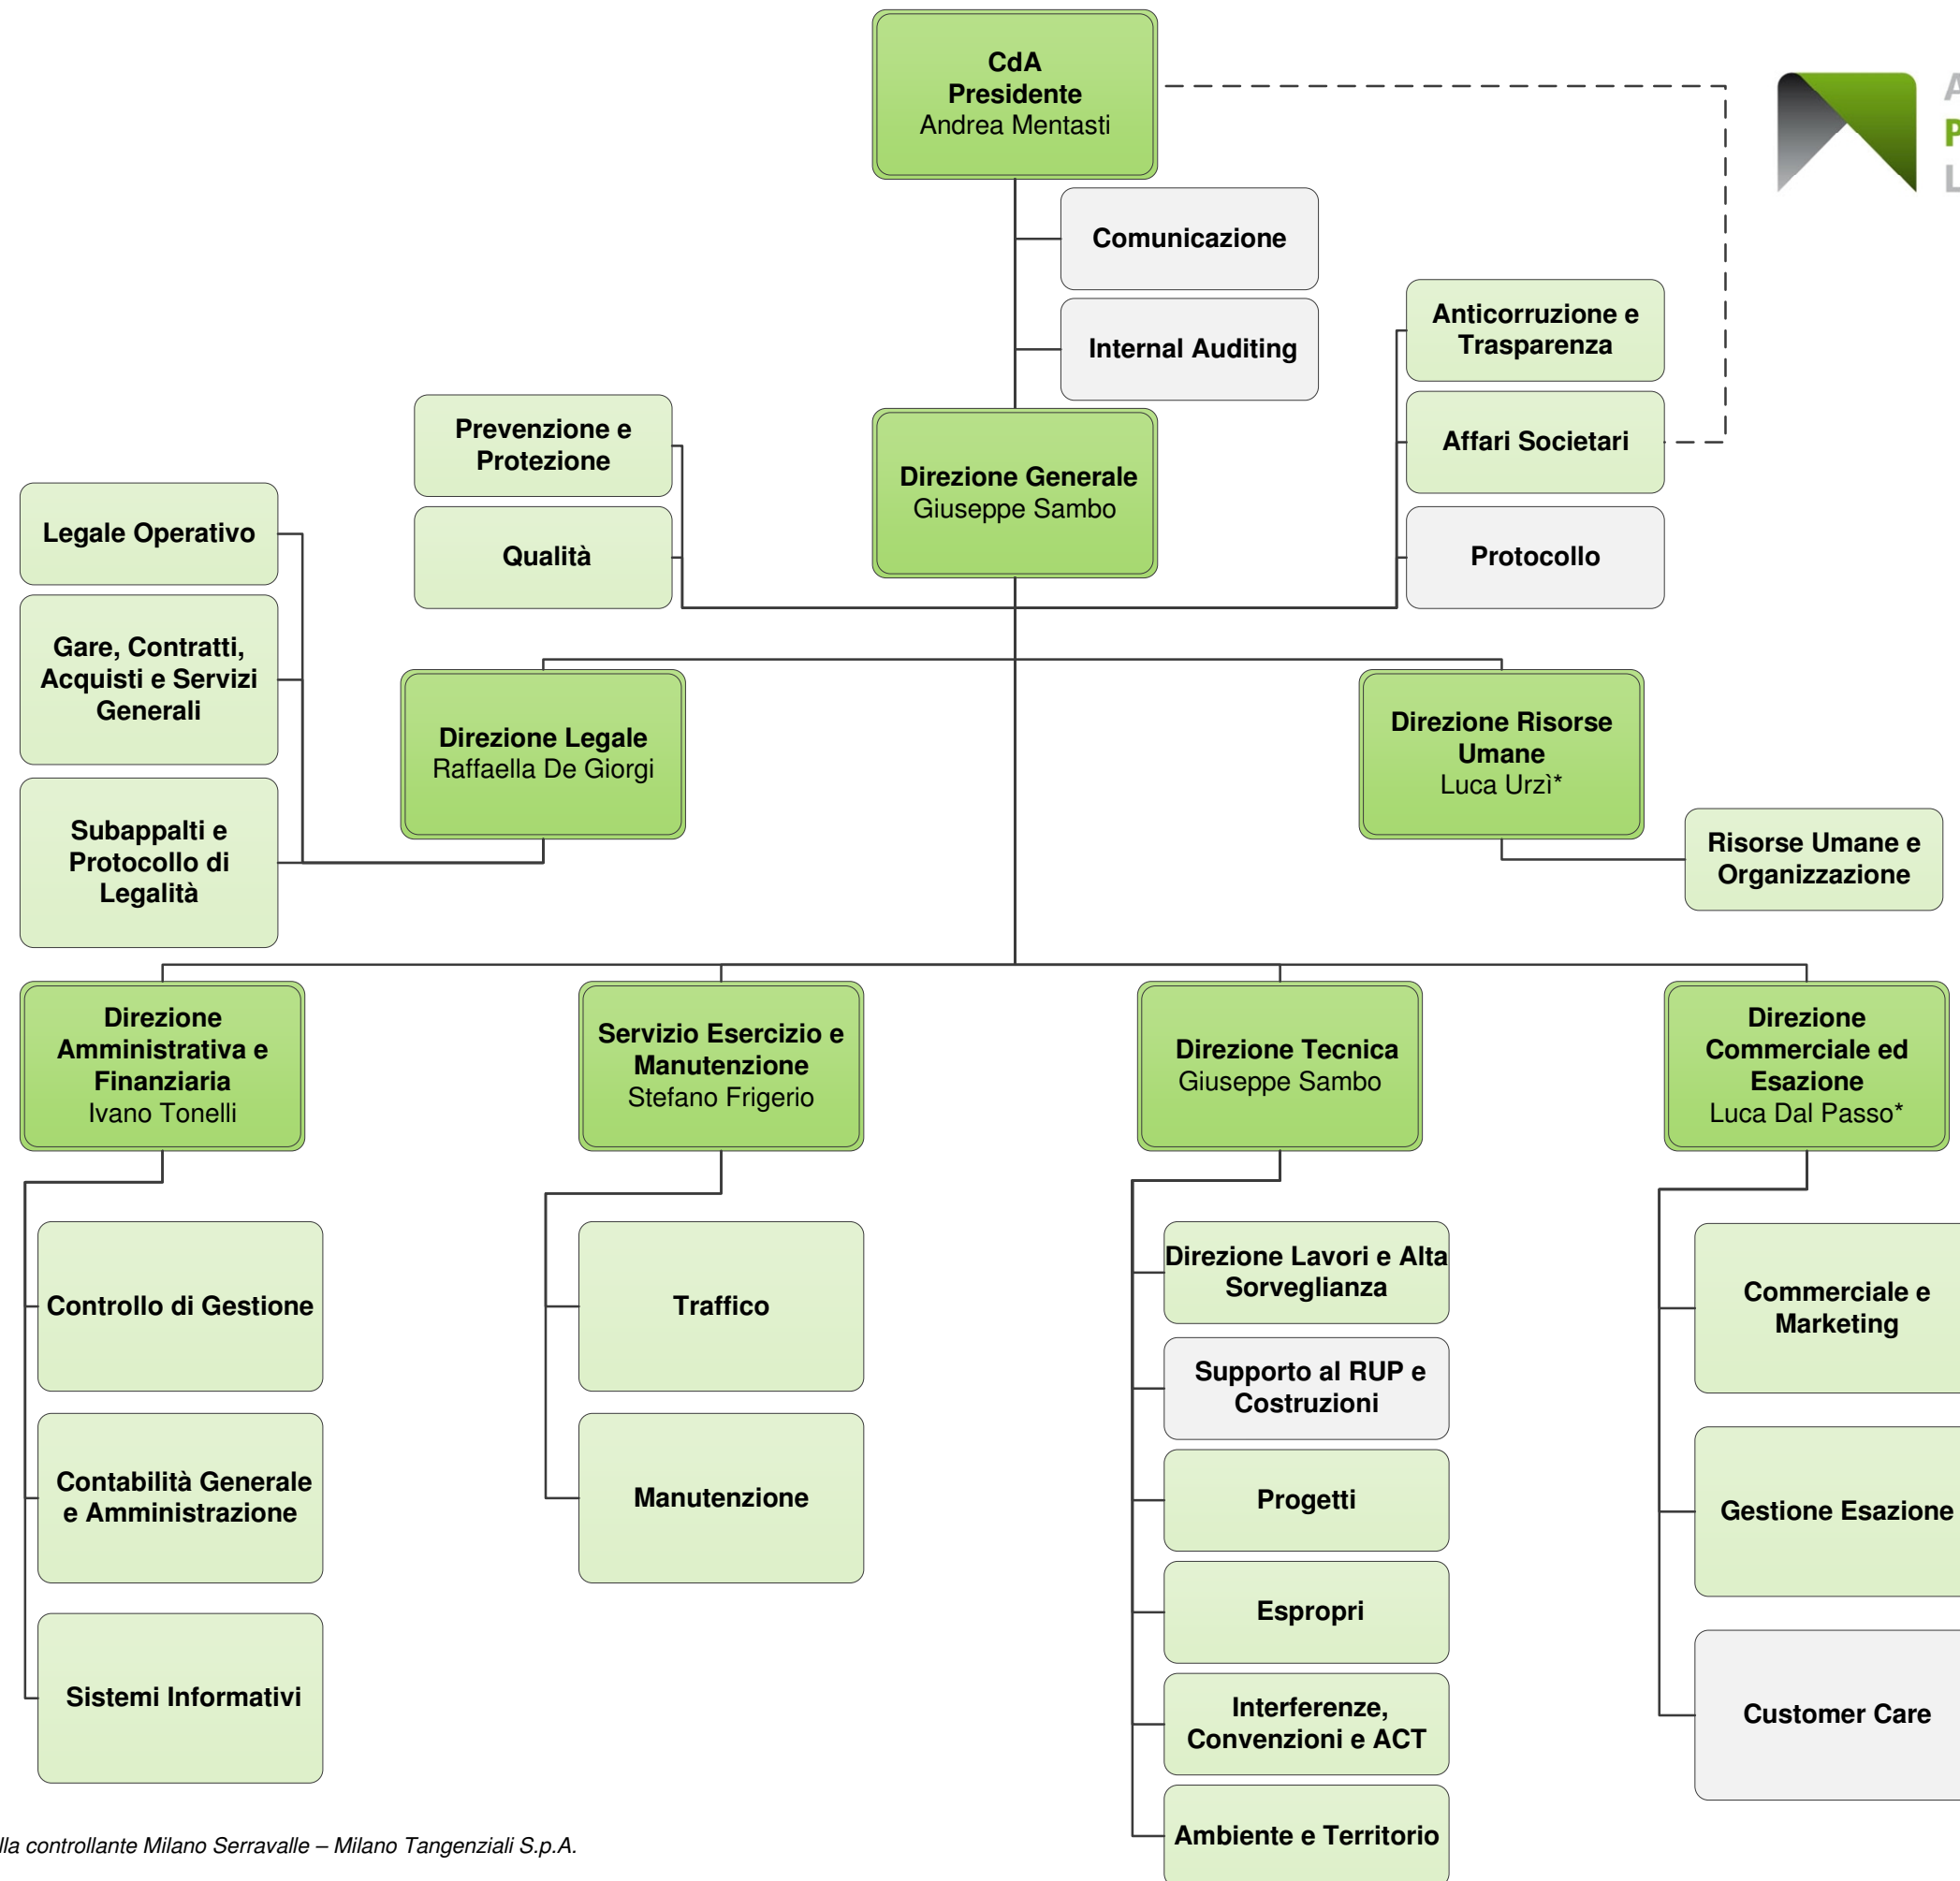 CdA
Presidente
Andrea Mentasti
A
P
L
Comunicazione
Internal Auditing
Anticorruzione e
Trasparenza
Affari Societari
Protocollo
Prevenzione e
Protezione
Qualità
Direzione Generale
Giuseppe Sambo
Legale Operativo
Gare, Contratti,
Acquisti e Servizi
Generali
Subappalti e
Protocollo di
Legalità
Direzione Legale
Raffaella De Giorgi
Direzione Risorse
Umane
Luca Urzì*
Risorse Umane e
Organizzazione
Direzione
Amministrativa e
Finanziaria
Ivano Tonelli
Servizio Esercizio e
Manutenzione
Stefano Frigerio
Direzione Tecnica
Giuseppe Sambo
Direzione
Commerciale ed
Esazione
Luca Dal Passo*
Controllo di Gestione
Contabilità Generale
e Amministrazione
Sistemi Informativi
Traffico
Manutenzione
Direzione Lavori e Alta
Sorveglianza
Supporto al RUP e
Costruzioni
Progetti
Espropri
Interferenze,
Convenzioni e ACT
Ambiente e Territorio
Commerciale e
Marketing
Gestione Esazione
Customer Care
lla controllante Milano Serravalle – Milano Tangenziali S.p.A.